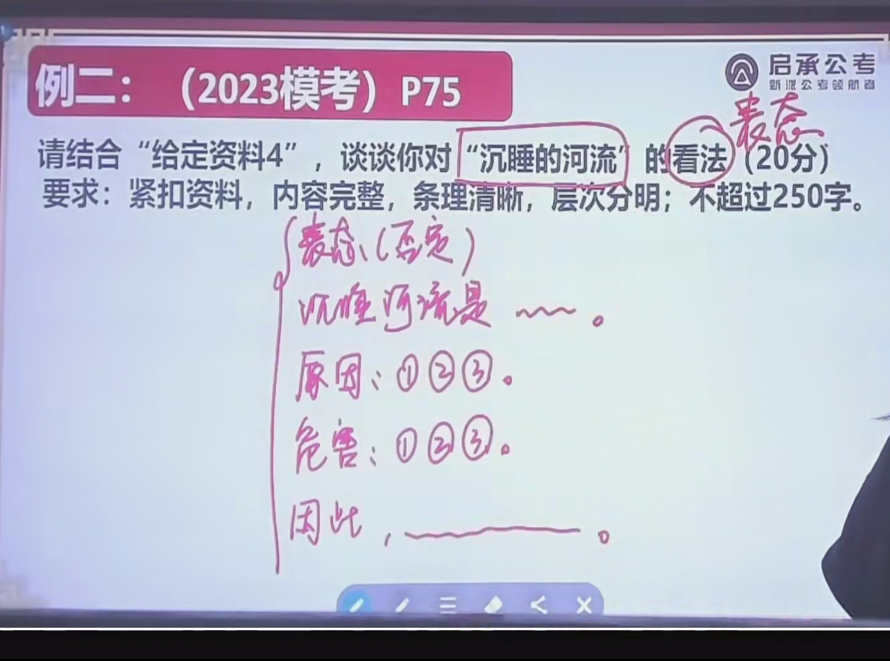 例二：（2023模考）P75
启承公考
新派公考领航者
表态
请结合“给定资料4”，谈谈你对“沉睡的河流”的看法（20分）
要求：紧扣资料，内容完整，条理清晰，层次分明；不超过250字。
表态（否定）
沉睡河流是 ～～。
原因：①②③。
危害：①②③。
因此，——。